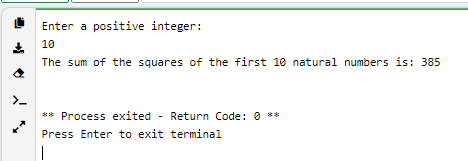 Enter a positive integer:
10
The sum of the squares of the first 10 natural numbers is: 385
** Process exited - Return Code: 0 **
Press Enter to exit terminal